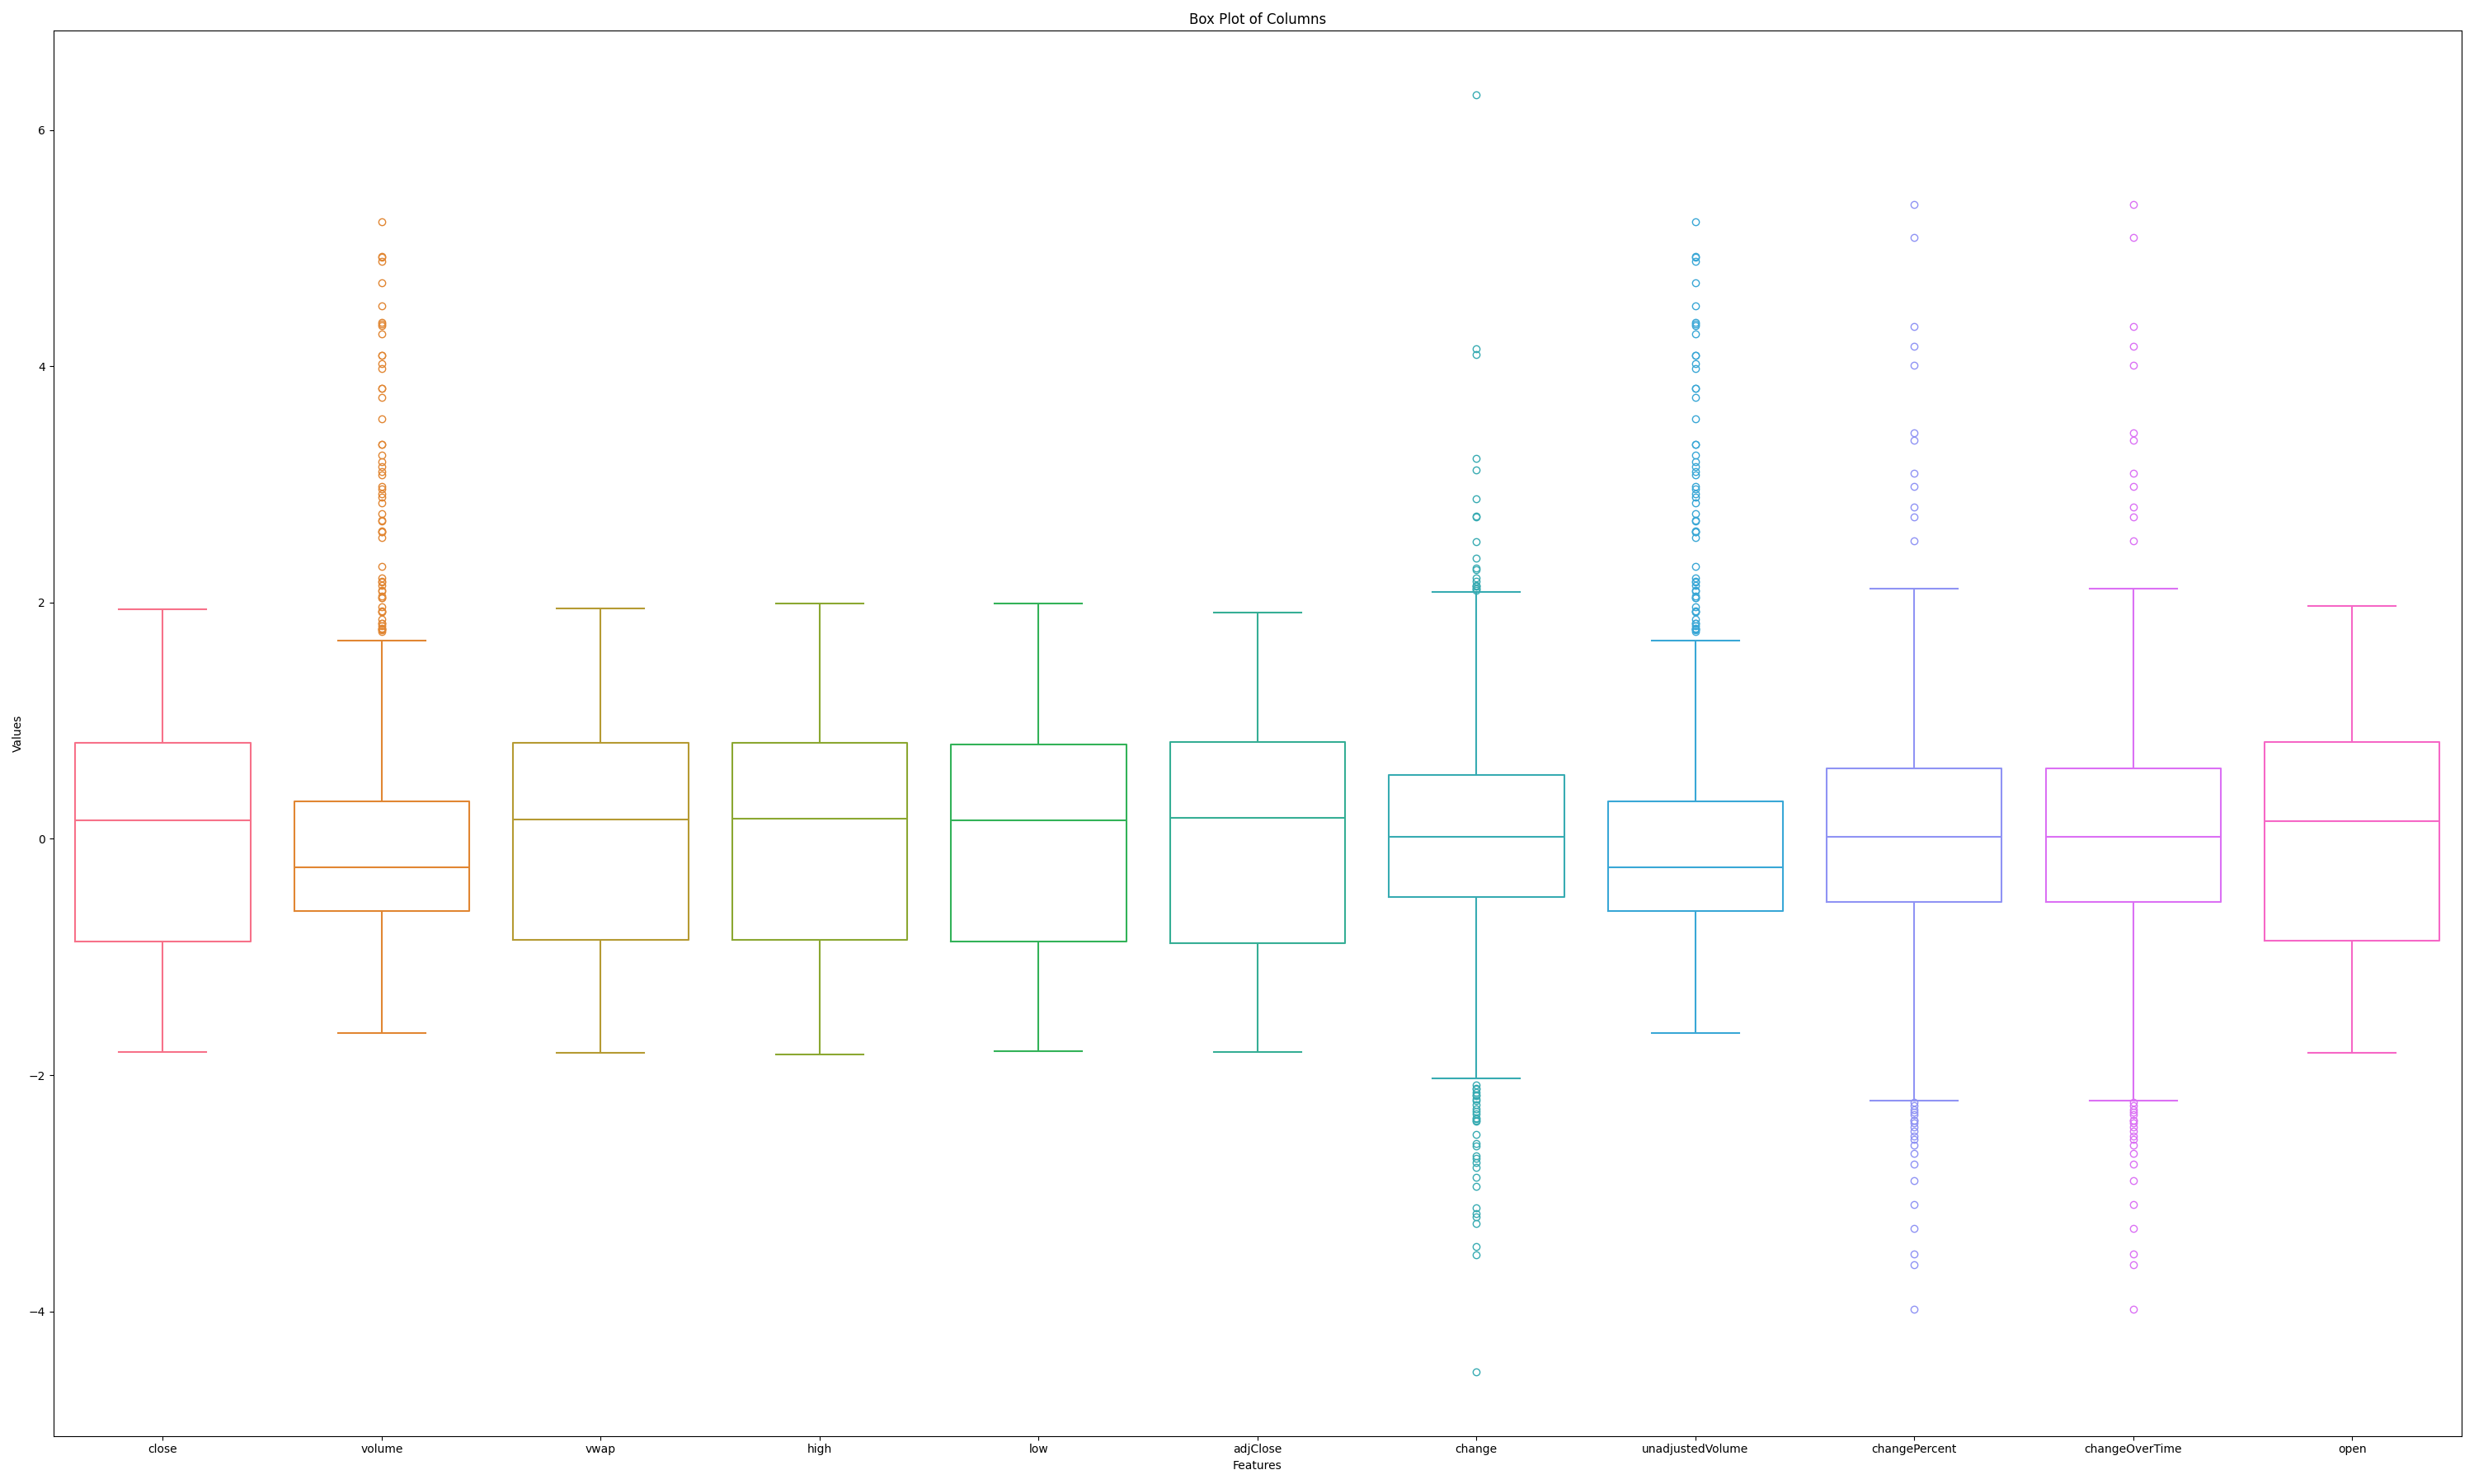 Box Plot of Columns
Values
6
4
2
0
−2
−4
close volume vwap high low adjClose change unadjustedVolume changePercent changeOverTime open
Features